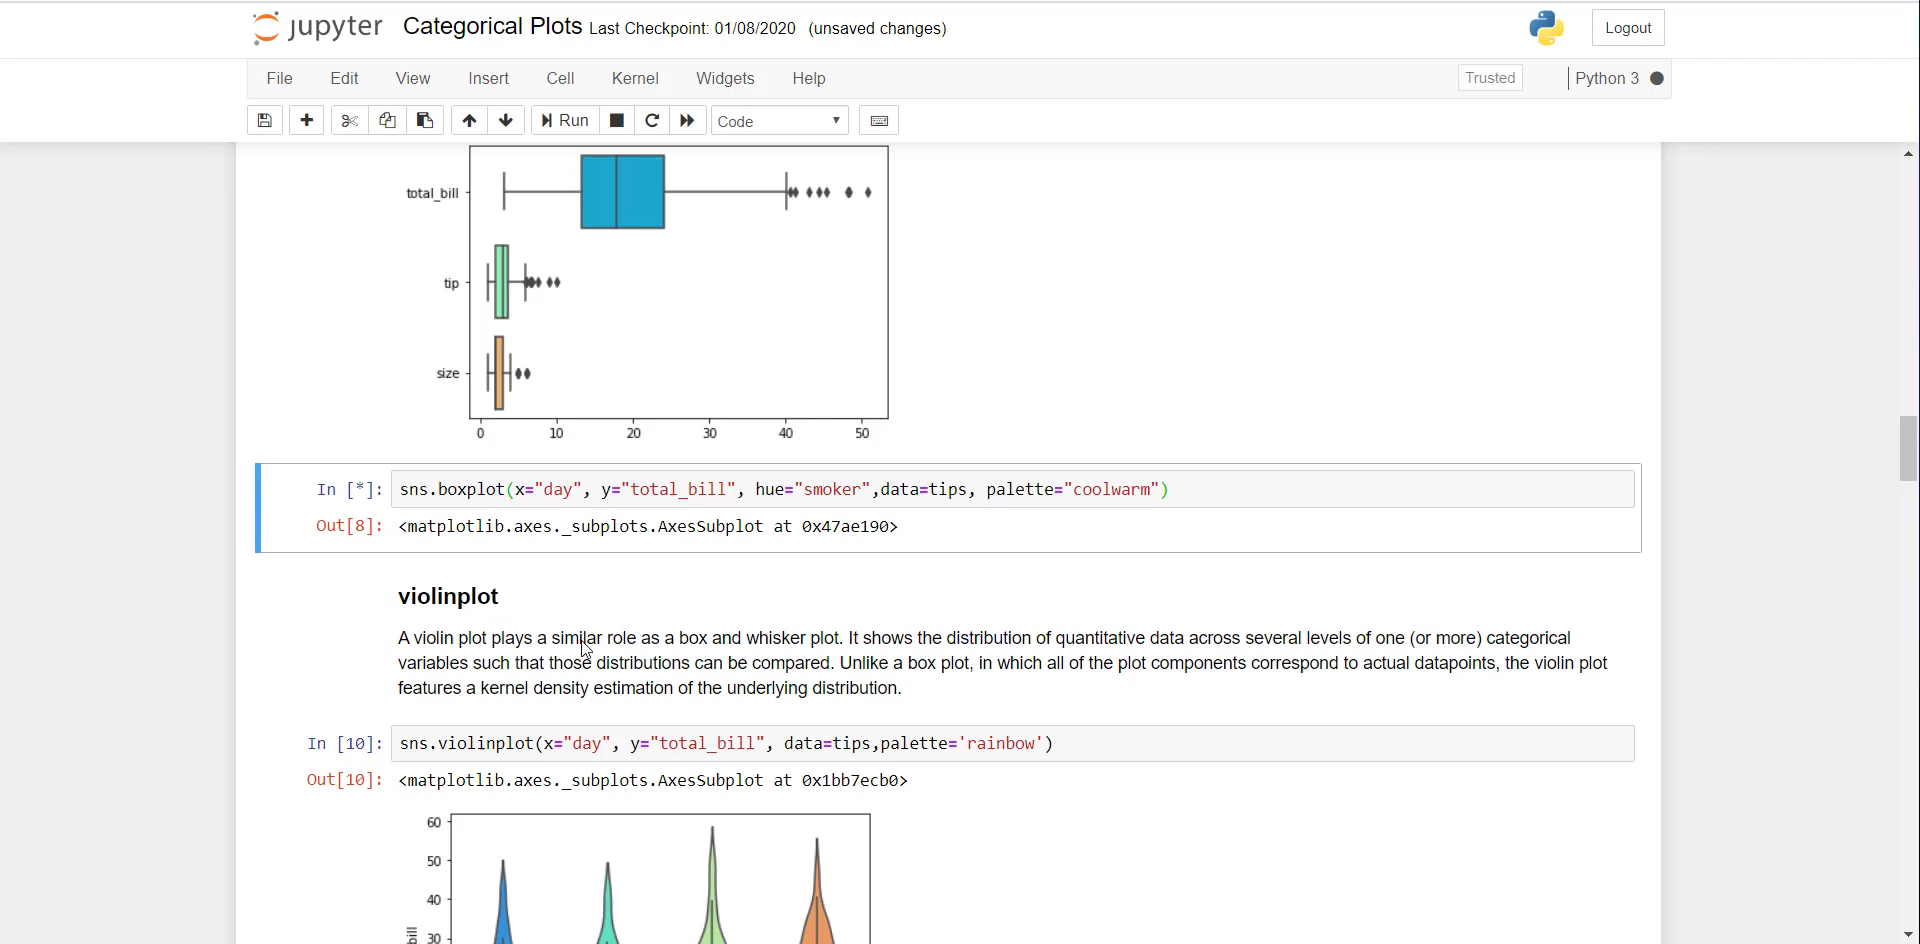 jupyter Categorical Plots Last Checkpoint: 01/08/2020 (unsaved changes) Logout
File Edit View Insert Cell Kernel Widgets Help Trusted Python 3
Run Code
total_bill
tip
size
0 10 20 30 40 50
In [*]: sns.boxplot(x="day", y="total_bill", hue="smoker",data=tips, palette="coolwarm")
Out[8]: <matplotlib.axes._subplots.AxesSubplot at 0x47ae190>
violinplot
A violin plot plays a similar role as a box and whisker plot. It shows the distribution of quantitative data across several levels of one (or more) categorical
variables such that those distributions can be compared. Unlike a box plot, in which all of the plot components correspond to actual datapoints, the violin plot
features a kernel density estimation of the underlying distribution.
In [10]: sns.violinplot(x="day", y="total_bill", data=tips,palette='rainbow')
Out[10]: <matplotlib.axes._subplots.AxesSubplot at 0x1bb7ecb0>
60
50
40
30
bill